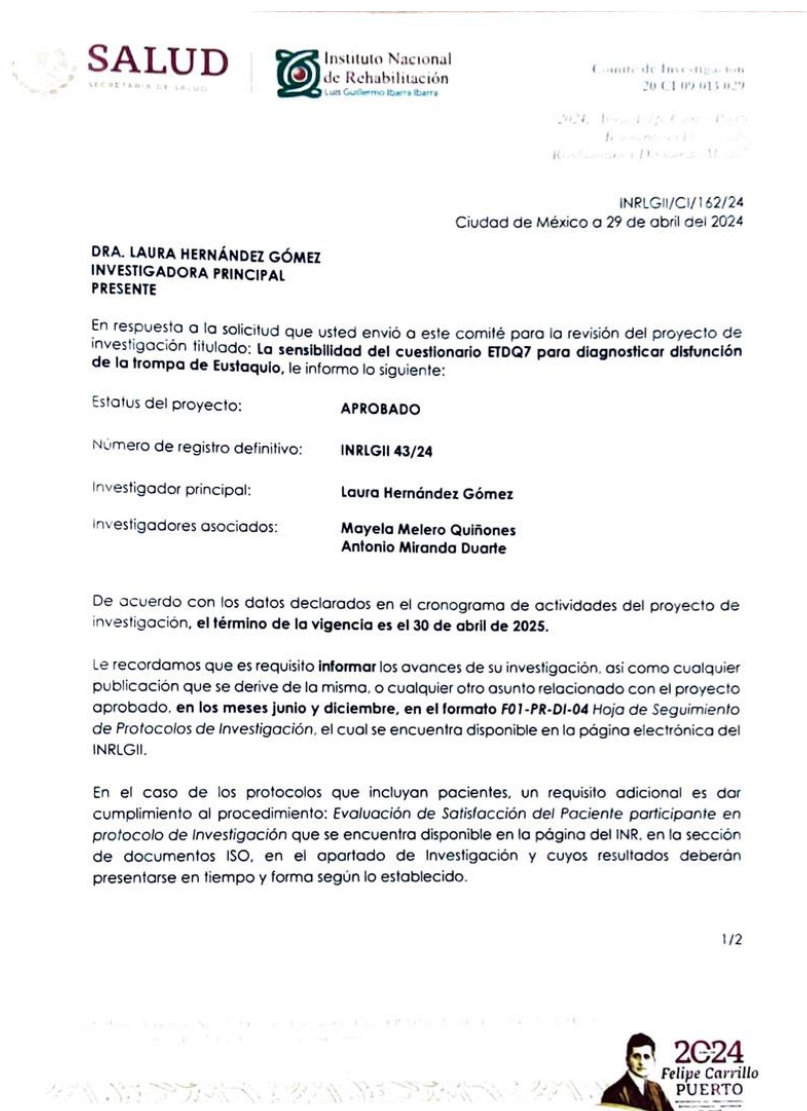 SALUD
SECRETARÍA DE SALUD
Instituto Nacional
de Rehabilitación
Luis Guillermo Ibarra Ibarra
Comité de Investigación
20 CI 09 013 029
INRLGII/CI/162/24
Ciudad de México a 29 de abril del 2024
DRA. LAURA HERNÁNDEZ GÓMEZ
INVESTIGADORA PRINCIPAL
PRESENTE
En respuesta a la solicitud que usted envió a este comité para la revisión del proyecto de
investigación titulado: La sensibilidad del cuestionario ETDQ7 para diagnosticar disfunción
de la trompa de Eustaquio, le informo lo siguiente:
Estatus del proyecto: APROBADO
Número de registro definitivo: INRLGII 43/24
Investigador principal: Laura Hernández Gómez
Investigadores asociados: Mayela Melero Quiñones
Antonio Miranda Duarte
De acuerdo con los datos declarados en el cronograma de actividades del proyecto de
investigación, el término de la vigencia es el 30 de abril de 2025.
Le recordamos que es requisito informar los avances de su investigación, así como cualquier
publicación que se derive de la misma, o cualquier otro asunto relacionado con el proyecto
aprobado, en los meses junio y diciembre, en el formato F01-PR-DI-04 Hoja de Seguimiento
de Protocolos de Investigación, el cual se encuentra disponible en la página electrónica del
INRLGII.
En el caso de los protocolos que incluyan pacientes, un requisito adicional es dar
cumplimiento al procedimiento: Evaluación de Satisfacción del Paciente participante en
protocolo de Investigación que se encuentra disponible en la página del INR, en la sección
de documentos ISO, en el apartado de Investigación y cuyos resultados deberán
presentarse en tiempo y forma según lo establecido.
1/2
2024
Felipe Carrillo
PUERTO